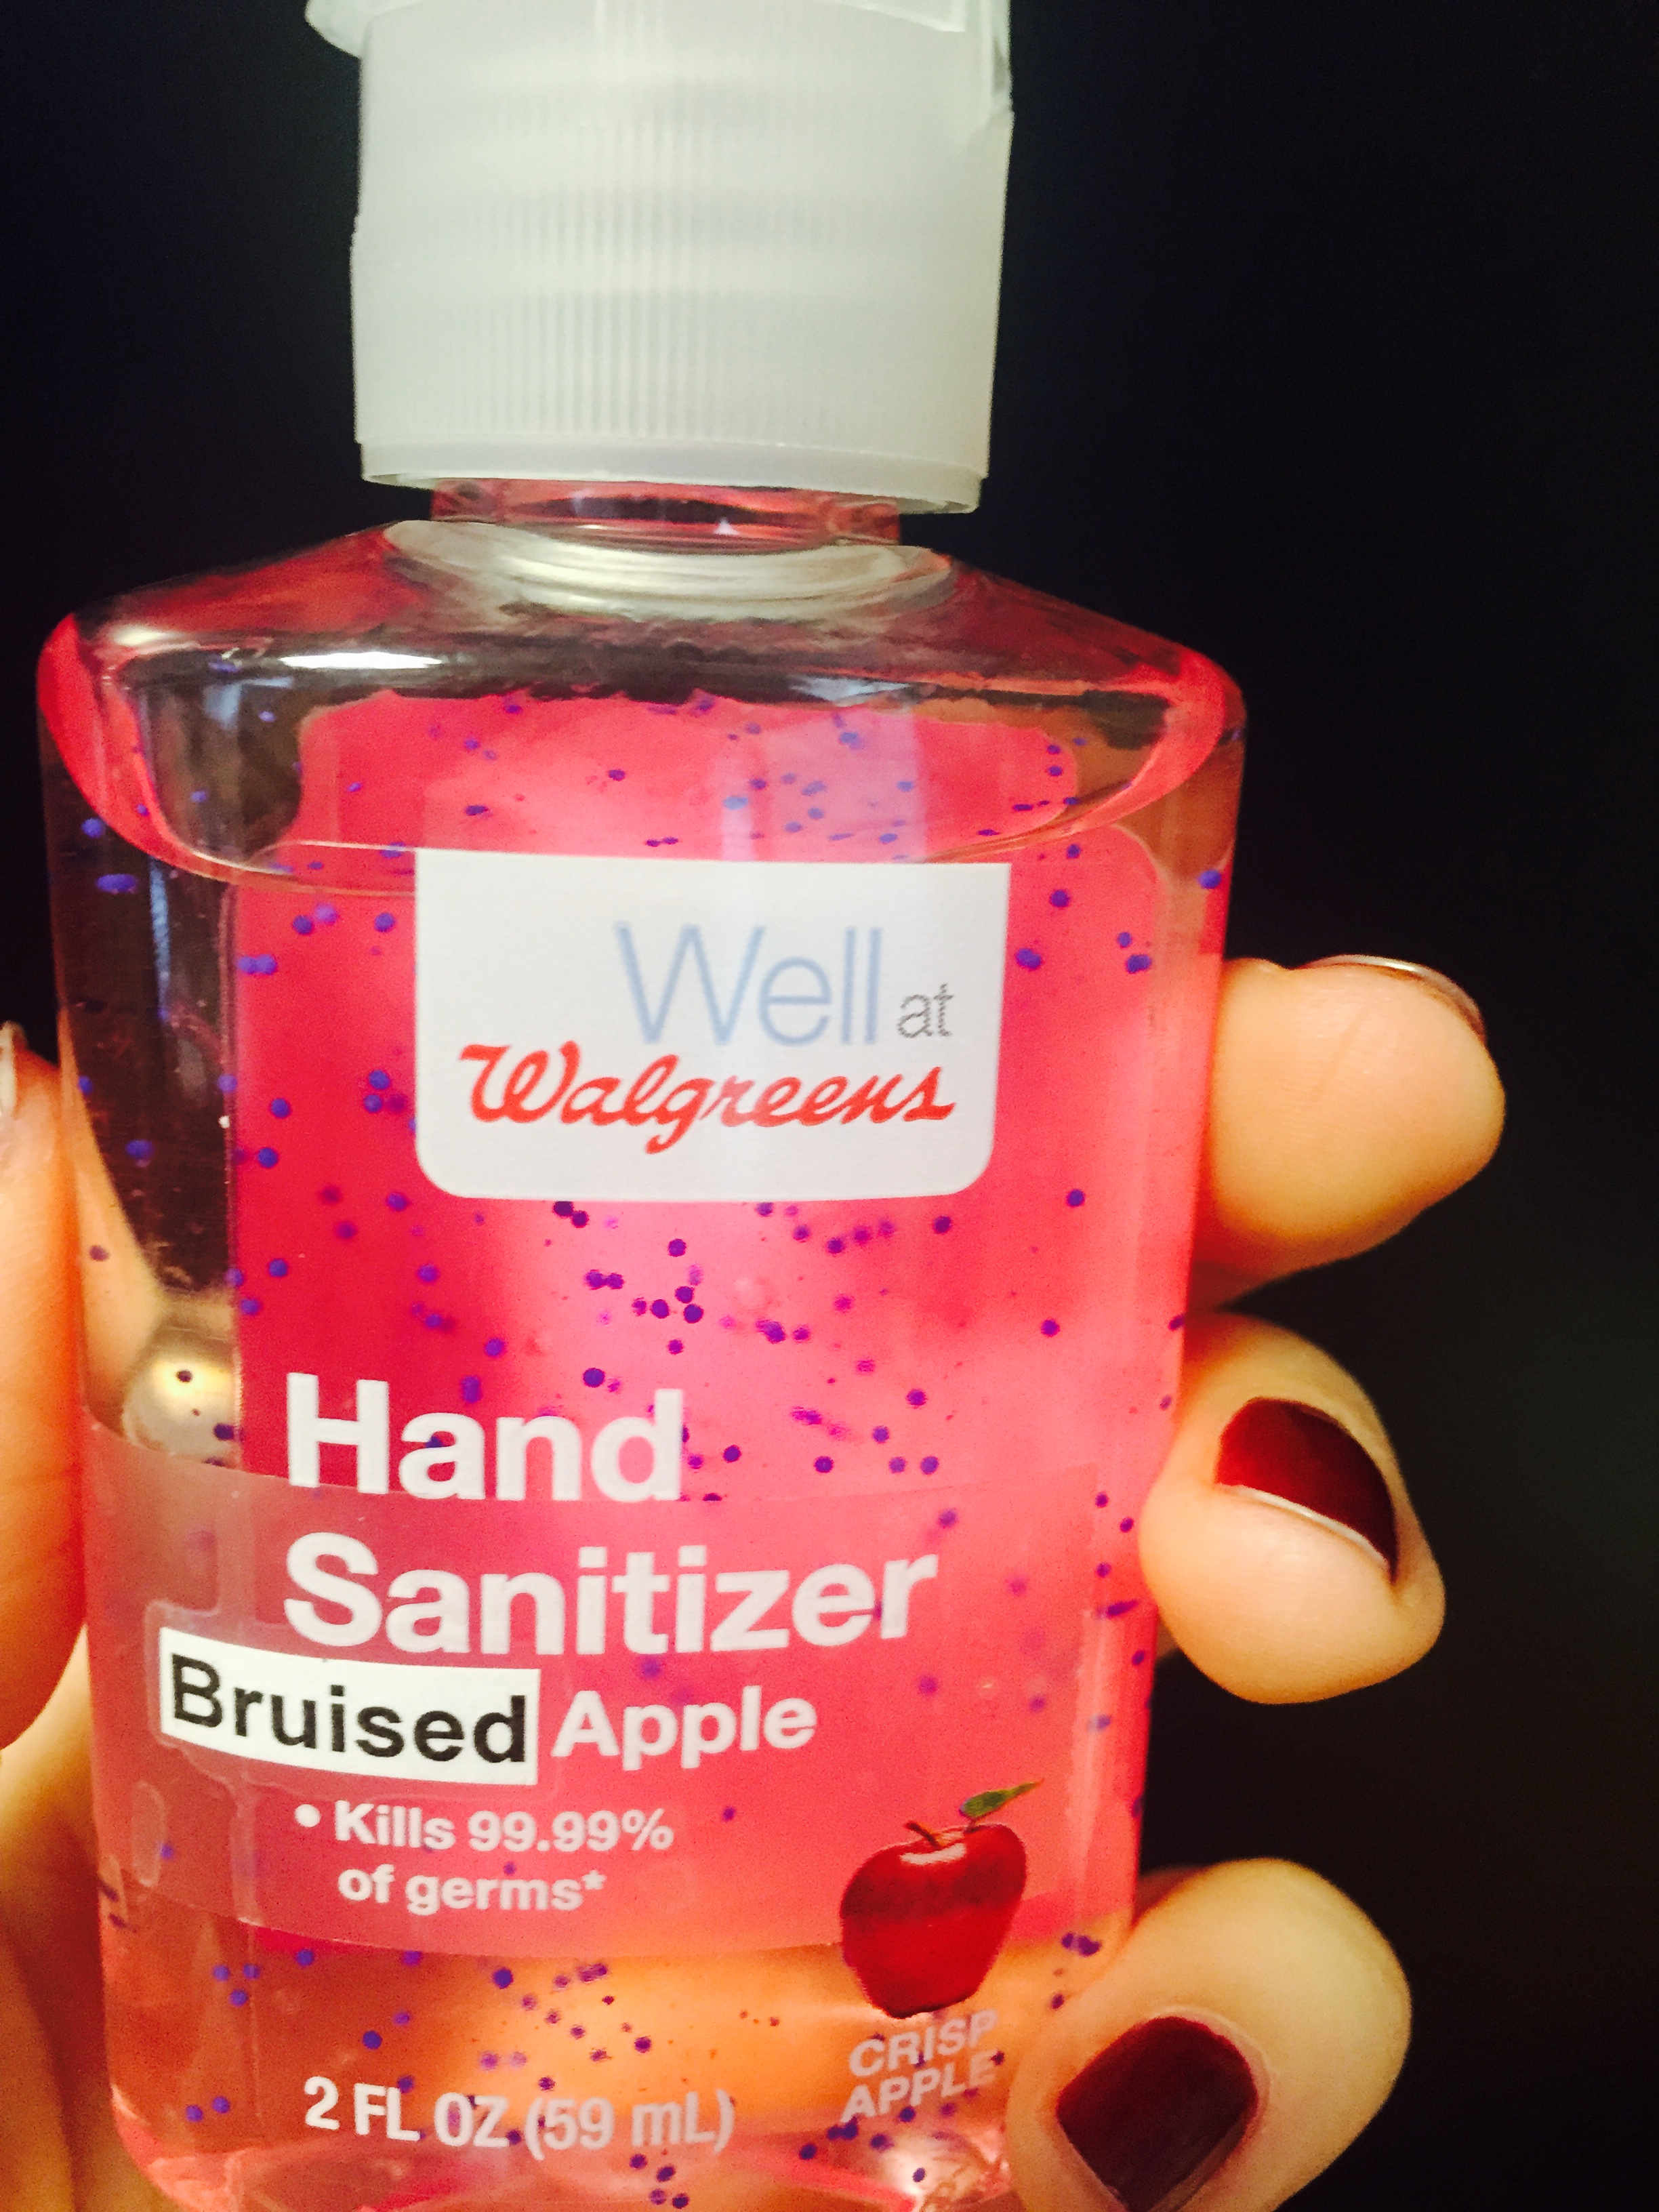 Well at
Walgreens
Hand
Sanitizer
Bruised Apple
• Kills 99.99%
of germs*
CRISP
APPLE
2 FL OZ (59 mL)